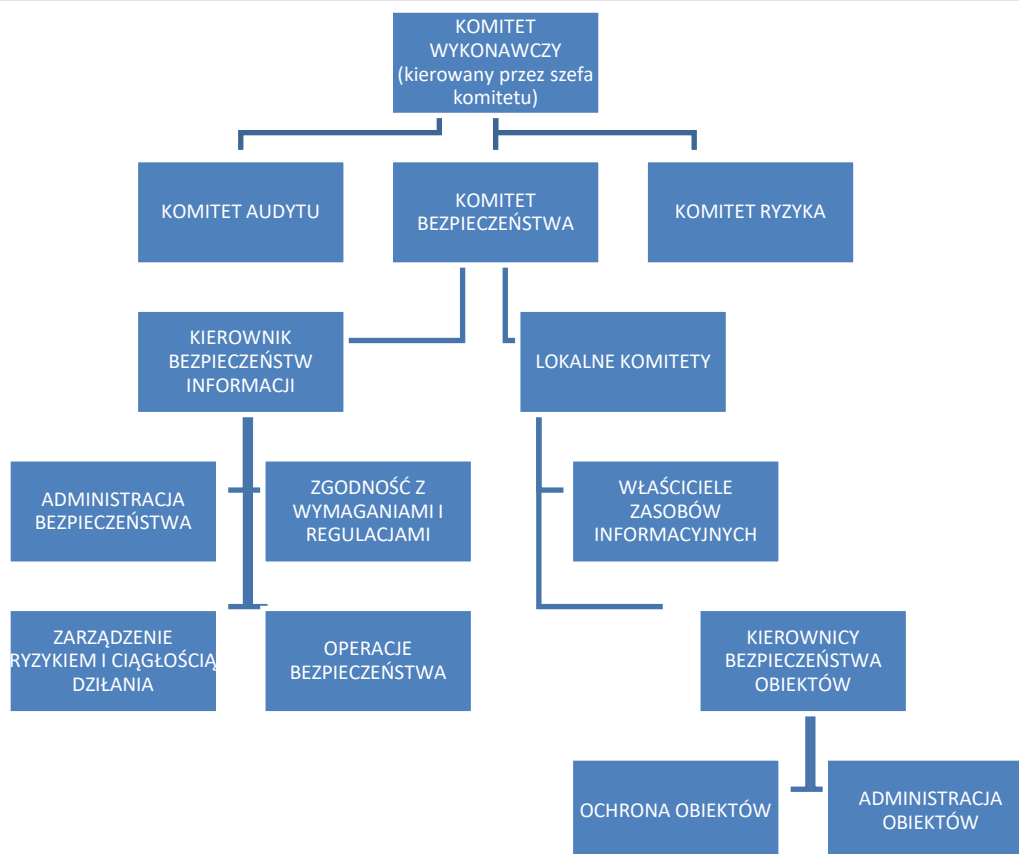 KOMITET
WYKONAWCZY
(kierowany przez szefa
komitetu)
KOMITET AUDYTU
KOMITET
BEZPIECZEŃSTWA
KOMITET RYZYKA
KIEROWNIK
BEZPIECZEŃSTW
INFORMACJI
LOKALNE KOMITETY
ADMINISTRACJA
BEZPIECZEŃSTWA
ZGODNOŚĆ Z
WYMAGANIAMI I
REGULACJAMI
WŁAŚCICIELE
ZASOBÓW
INFORMACYJNYCH
ZARZĄDZENIE
RYZYKIEM I CIĄGŁOŚCIĄ
DZIŁANIA
OPERACJE
BEZPIECZEŃSTWA
KIEROWNICY
BEZPIECZEŃSTWA
OBIEKTÓW
OCHRONA OBIEKTÓW
ADMINISTRACJA
OBIEKTÓW